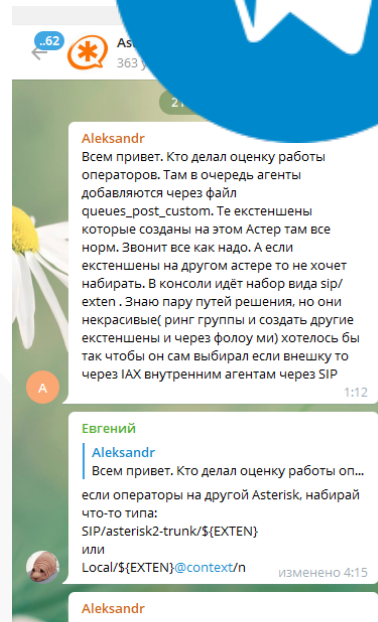 ..62
363
Aleksandr
Всем привет. Кто делал оценку работы
операторов. Там в очередь агенты
добавляются через файл
queues_post_custom. Те екстеншены
которые созданы на этом Астер там все
норм. Звонит все как надо. А если
екстеншены на другом астере то не хочет
набирать. В консоли идёт набор вида sip/
exten . Знаю пару путей решения, но они
некрасивые( ринг группы и создать другие
екстеншены и через фолоу ми) хотелось бы
так чтобы он сам выбирал если внешку то
через IAX внутренним агентам через SIP
A
1:12
Евгений
Aleksandr
Всем привет. Кто делал оценку работы оп...
если операторы на другой Asterisk, набирай
что-то типа:
SIP/asterisk2-trunk/${EXTEN}
или
Local/${EXTEN}@context/n
изменено 4:15
Aleksandr